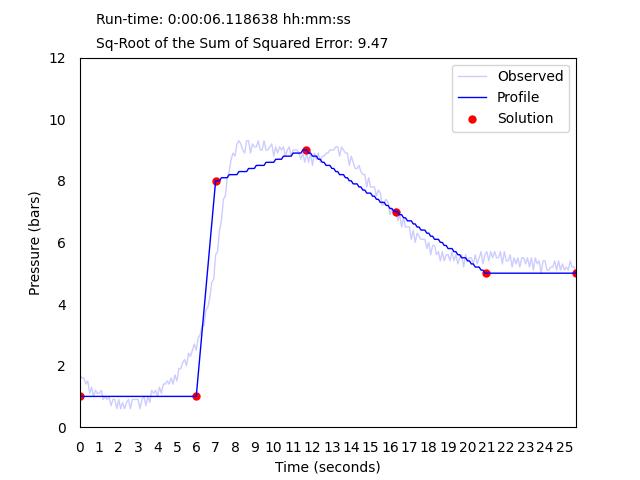 Run-time: 0:00:06.118638 hh:mm:ss
Sq-Root of the Sum of Squared Error: 9.47
12
10
8
6
4
2
0
Pressure (bars)
Observed
Profile
Solution
0 1 2 3 4 5 6 7 8 9 10 11 12 13 14 15 16 17 18 19 20 21 22 23 24 25
Time (seconds)